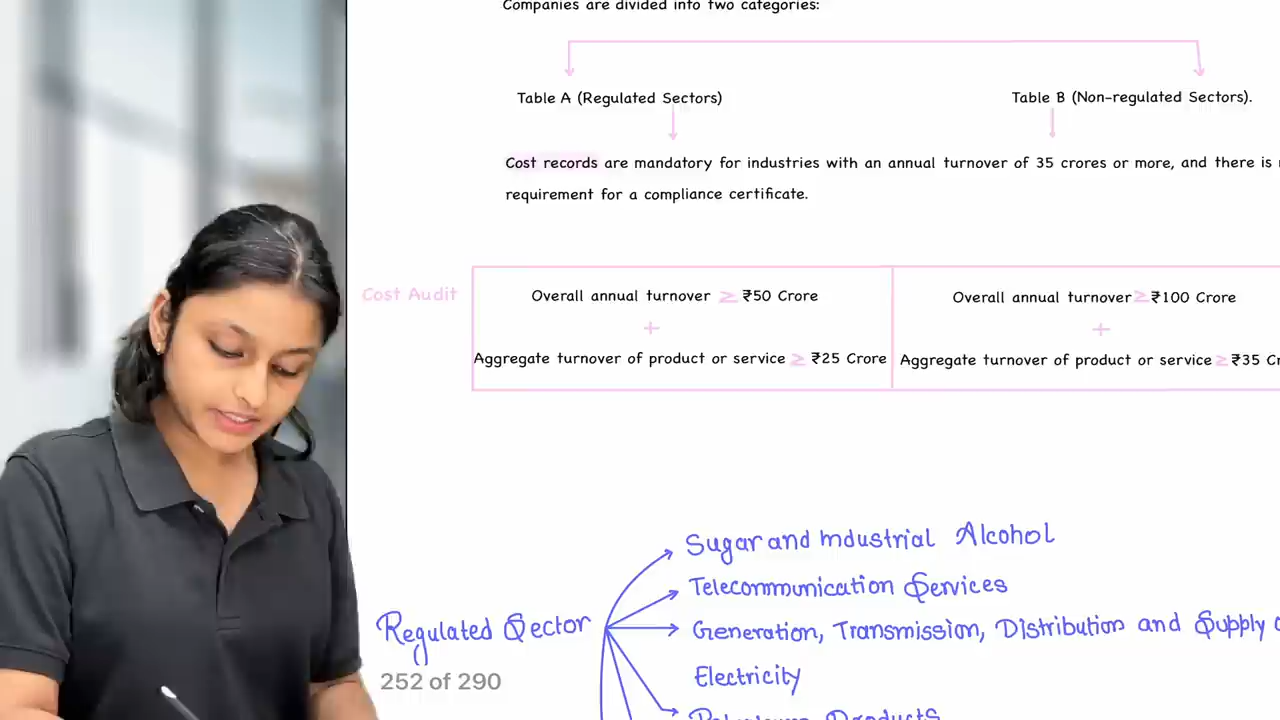 Companies are divided into two categories:
Table A (Regulated Sectors)
Table B (Non-regulated Sectors).
Cost records are mandatory for industries with an annual turnover of 35 crores or more, and there is
requirement for a compliance certificate.
Cost Audit
Overall annual turnover ≥ ₹50 Crore
+
Aggregate turnover of product or service ≥ ₹25 Crore
Overall annual turnover ≥ ₹100 Crore
+
Aggregate turnover of product or service ≥ ₹35
Sugar and Industrial Alcohol
Telecommunication Services
Regulated Sector
Generation, Transmission, Distribution and Supply
Electricity
Petroleum Products
252 of 290